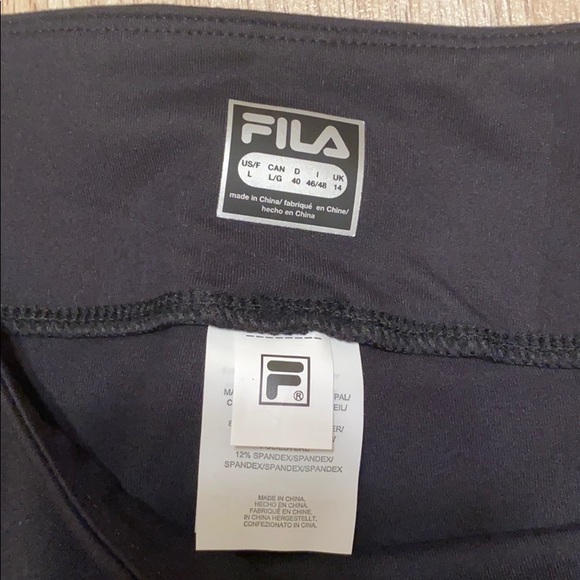 FILA
US/F CAN D I UK
L L/G 40 46/48 14
made in China/ fabriqué en Chine/
hecho en China
F®
12% SPANDEX/SPANDEX/
SPANDEX/SPANDEX/SPANDEX
MADE IN CHINA.
HECHO EN CHINA.
FABRIQUÉ EN CHINE.
IN CHINA HERGESTELLT.
CONFEZIONATO IN CINA.